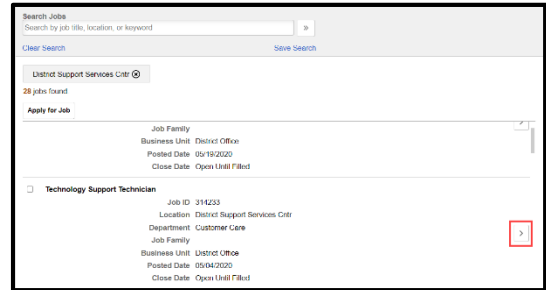 Search Jobs
Search by job title, location, or keyword
»
Clear Search Save Search
District Support Services Cntr
28 jobs found
Apply for Job
Job Family
Business Unit District Office
Posted Date 05/19/2020
Close Date Open Until Filled
Technology Support Technician
Job ID 314233
Location District Support Services Cntr
Department Customer Care
Job Family
Business Unit District Office
Posted Date 05/04/2020
Close Date Open Until Filled